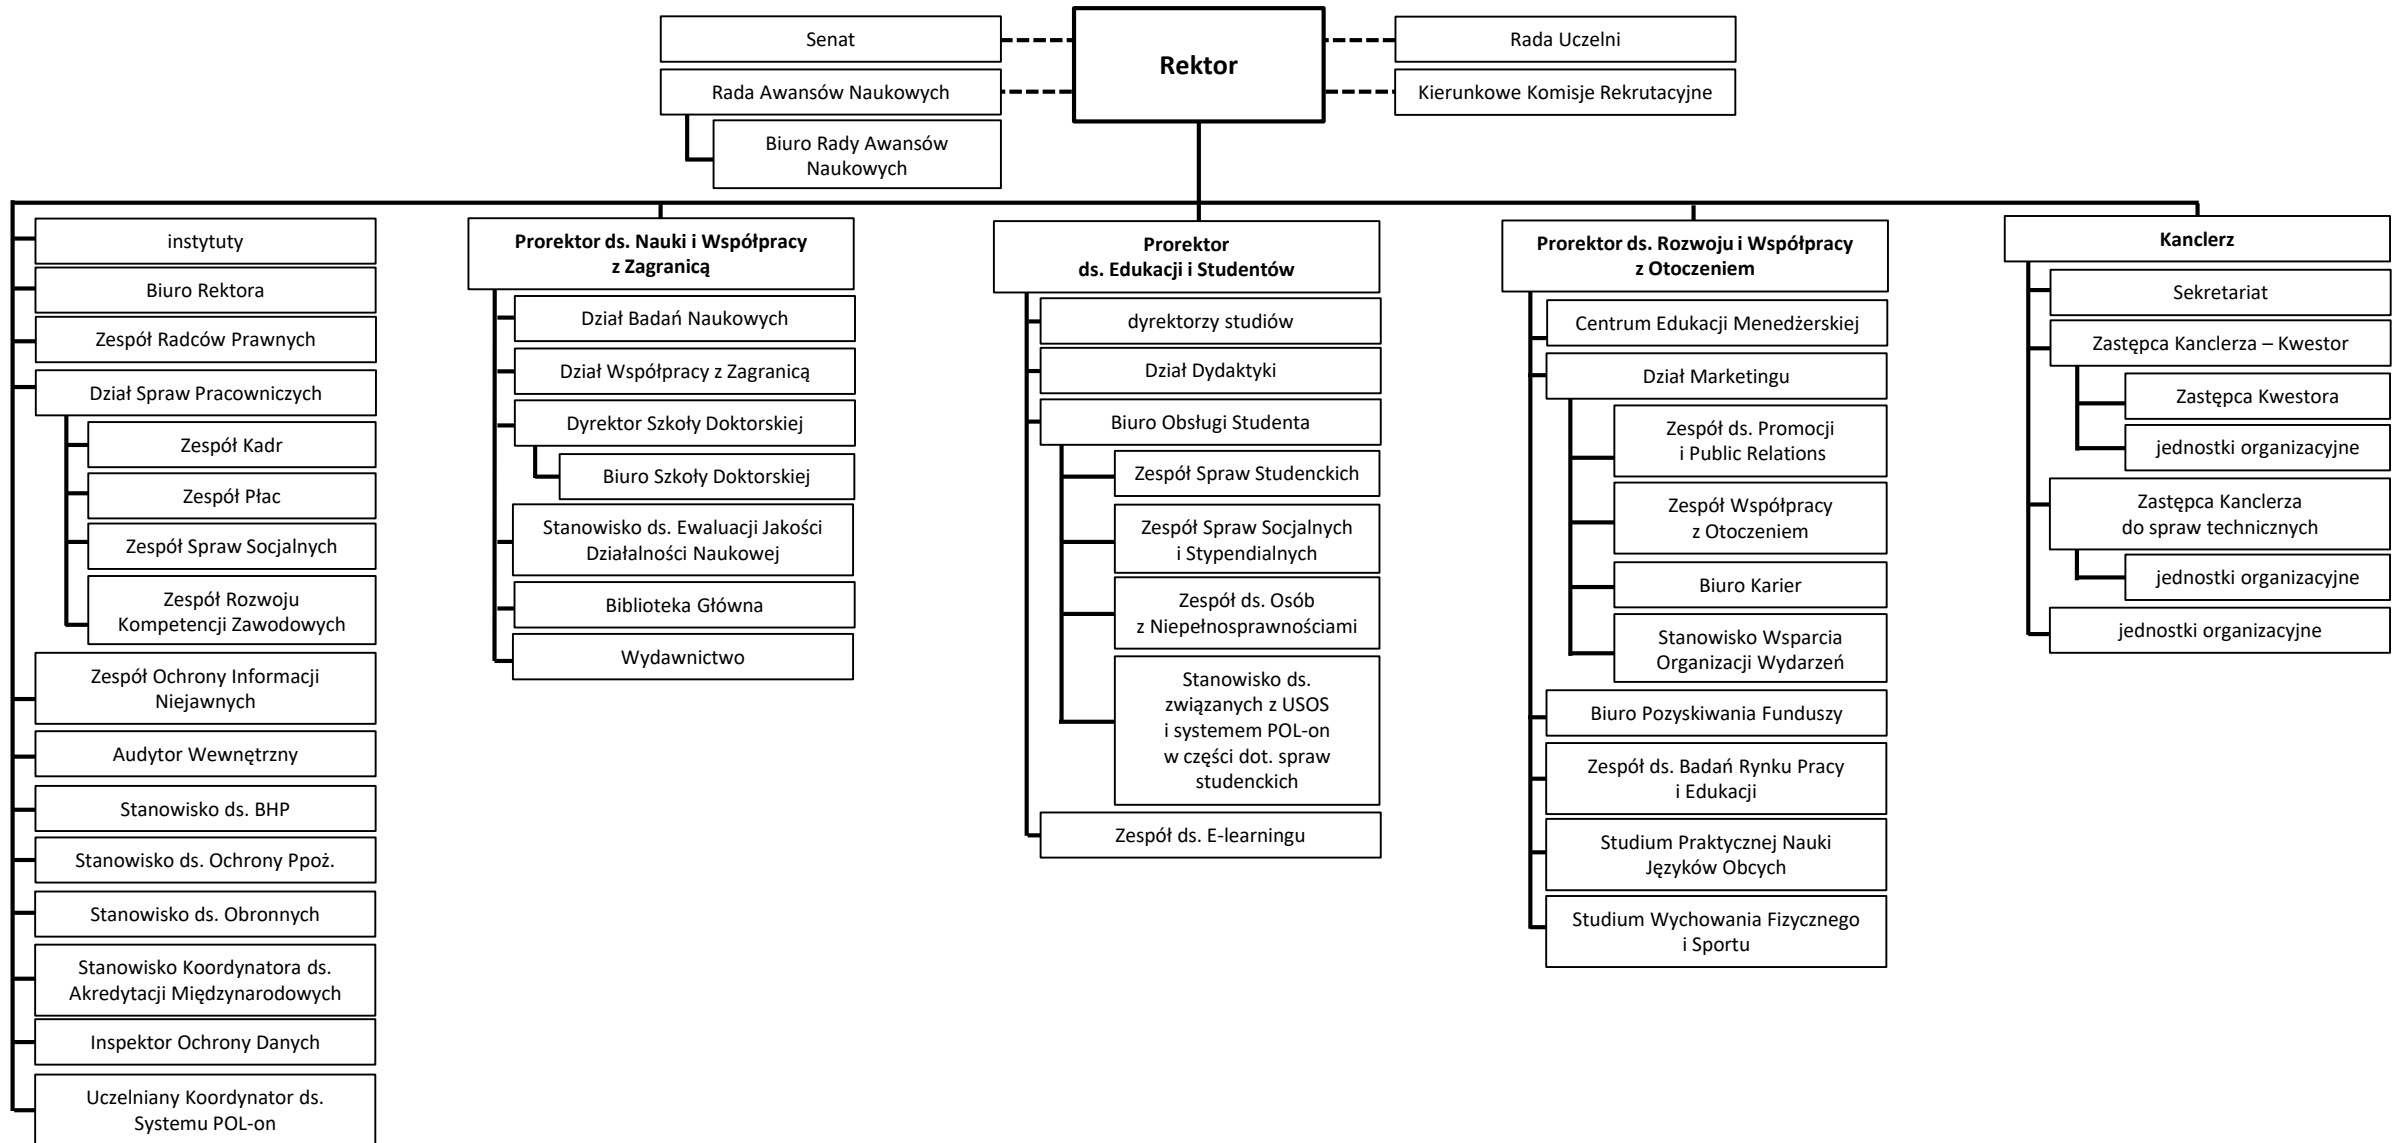 Senat
Rada Awansów Naukowych
Biuro Rady Awansów
Naukowych
Rektor
Rada Uczelni
Kierunkowe Komisje Rekrutacyjne
instytuty
Biuro Rektora
Zespół Radców Prawnych
Dział Spraw Pracowniczych
Zespół Kadr
Zespół Płac
Zespół Spraw Socjalnych
Zespół Rozwoju
Kompetencji Zawodowych
Zespół Ochrony Informacji
Niejawnych
Audytor Wewnętrzny
Stanowisko ds. BHP
Stanowisko ds. Ochrony Ppoż.
Stanowisko ds. Obronnych
Stanowisko Koordynatora ds.
Akredytacji Międzynarodowych
Inspektor Ochrony Danych
Uczelniany Koordynator ds.
Systemu POL-on
Prorektor ds. Nauki i Współpracy
z Zagranicą
Dział Badań Naukowych
Dział Współpracy z Zagranicą
Dyrektor Szkoły Doktorskiej
Biuro Szkoły Doktorskiej
Stanowisko ds. Ewaluacji Jakości
Działalności Naukowej
Biblioteka Główna
Wydawnictwo
Prorektor
ds. Edukacji i Studentów
dyrektorzy studiów
Dział Dydaktyki
Biuro Obsługi Studenta
Zespół Spraw Studenckich
Zespół Spraw Socjalnych
i Stypendialnych
Zespół ds. Osób
z Niepełnosprawnościami
Stanowisko ds.
związanych z USOS
i systemem POL-on
w części dot. spraw
studenckich
Zespół ds. E-learningu
Prorektor ds. Rozwoju i Współpracy
z Otoczeniem
Centrum Edukacji Menedżerskiej
Dział Marketingu
Zespół ds. Promocji
i Public Relations
Zespół Współpracy
z Otoczeniem
Biuro Karier
Stanowisko Wsparcia
Organizacji Wydarzeń
Biuro Pozyskiwania Funduszy
Zespół ds. Badań Rynku Pracy
i Edukacji
Studium Praktycznej Nauki
Języków Obcych
Studium Wychowania Fizycznego
i Sportu
Kanclerz
Sekretariat
Zastępca Kanclerza – Kwestor
Zastępca Kwestora
jednostki organizacyjne
Zastępca Kanclerza
do spraw technicznych
jednostki organizacyjne
jednostki organizacyjne